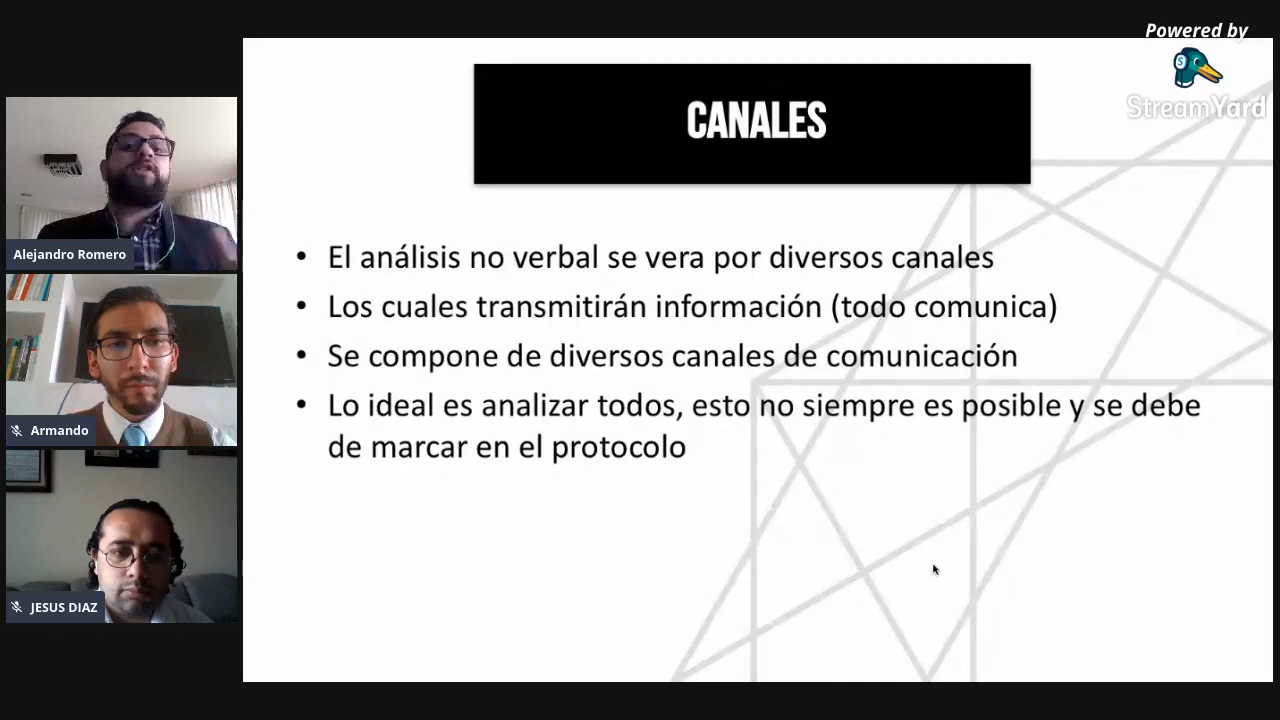 Powered by
StreamYard
CANALES
• El análisis no verbal se vera por diversos canales
• Los cuales transmitirán información (todo comunica)
• Se compone de diversos canales de comunicación
• Lo ideal es analizar todos, esto no siempre es posible y se debe
de marcar en el protocolo
Alejandro Romero
Armando
JESUS DIAZ